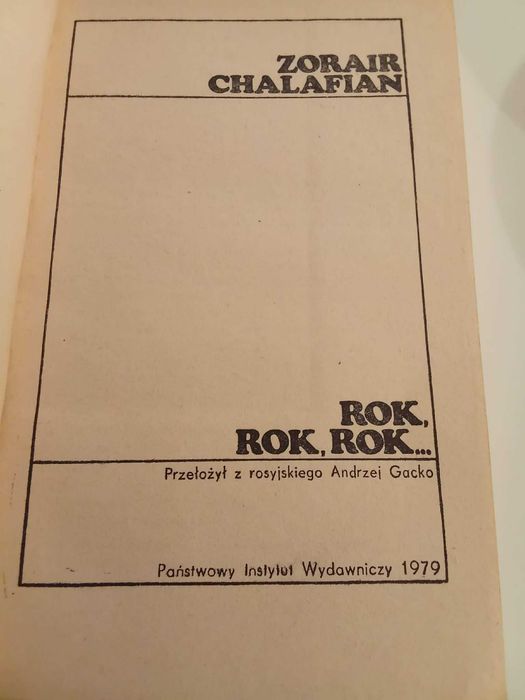 ZORAIR
CHALAFIAN
ROK,
ROK, ROK...
Przełożył z rosyjskiego Andrzej Gacko
Państwowy Instytut Wydawniczy 1979